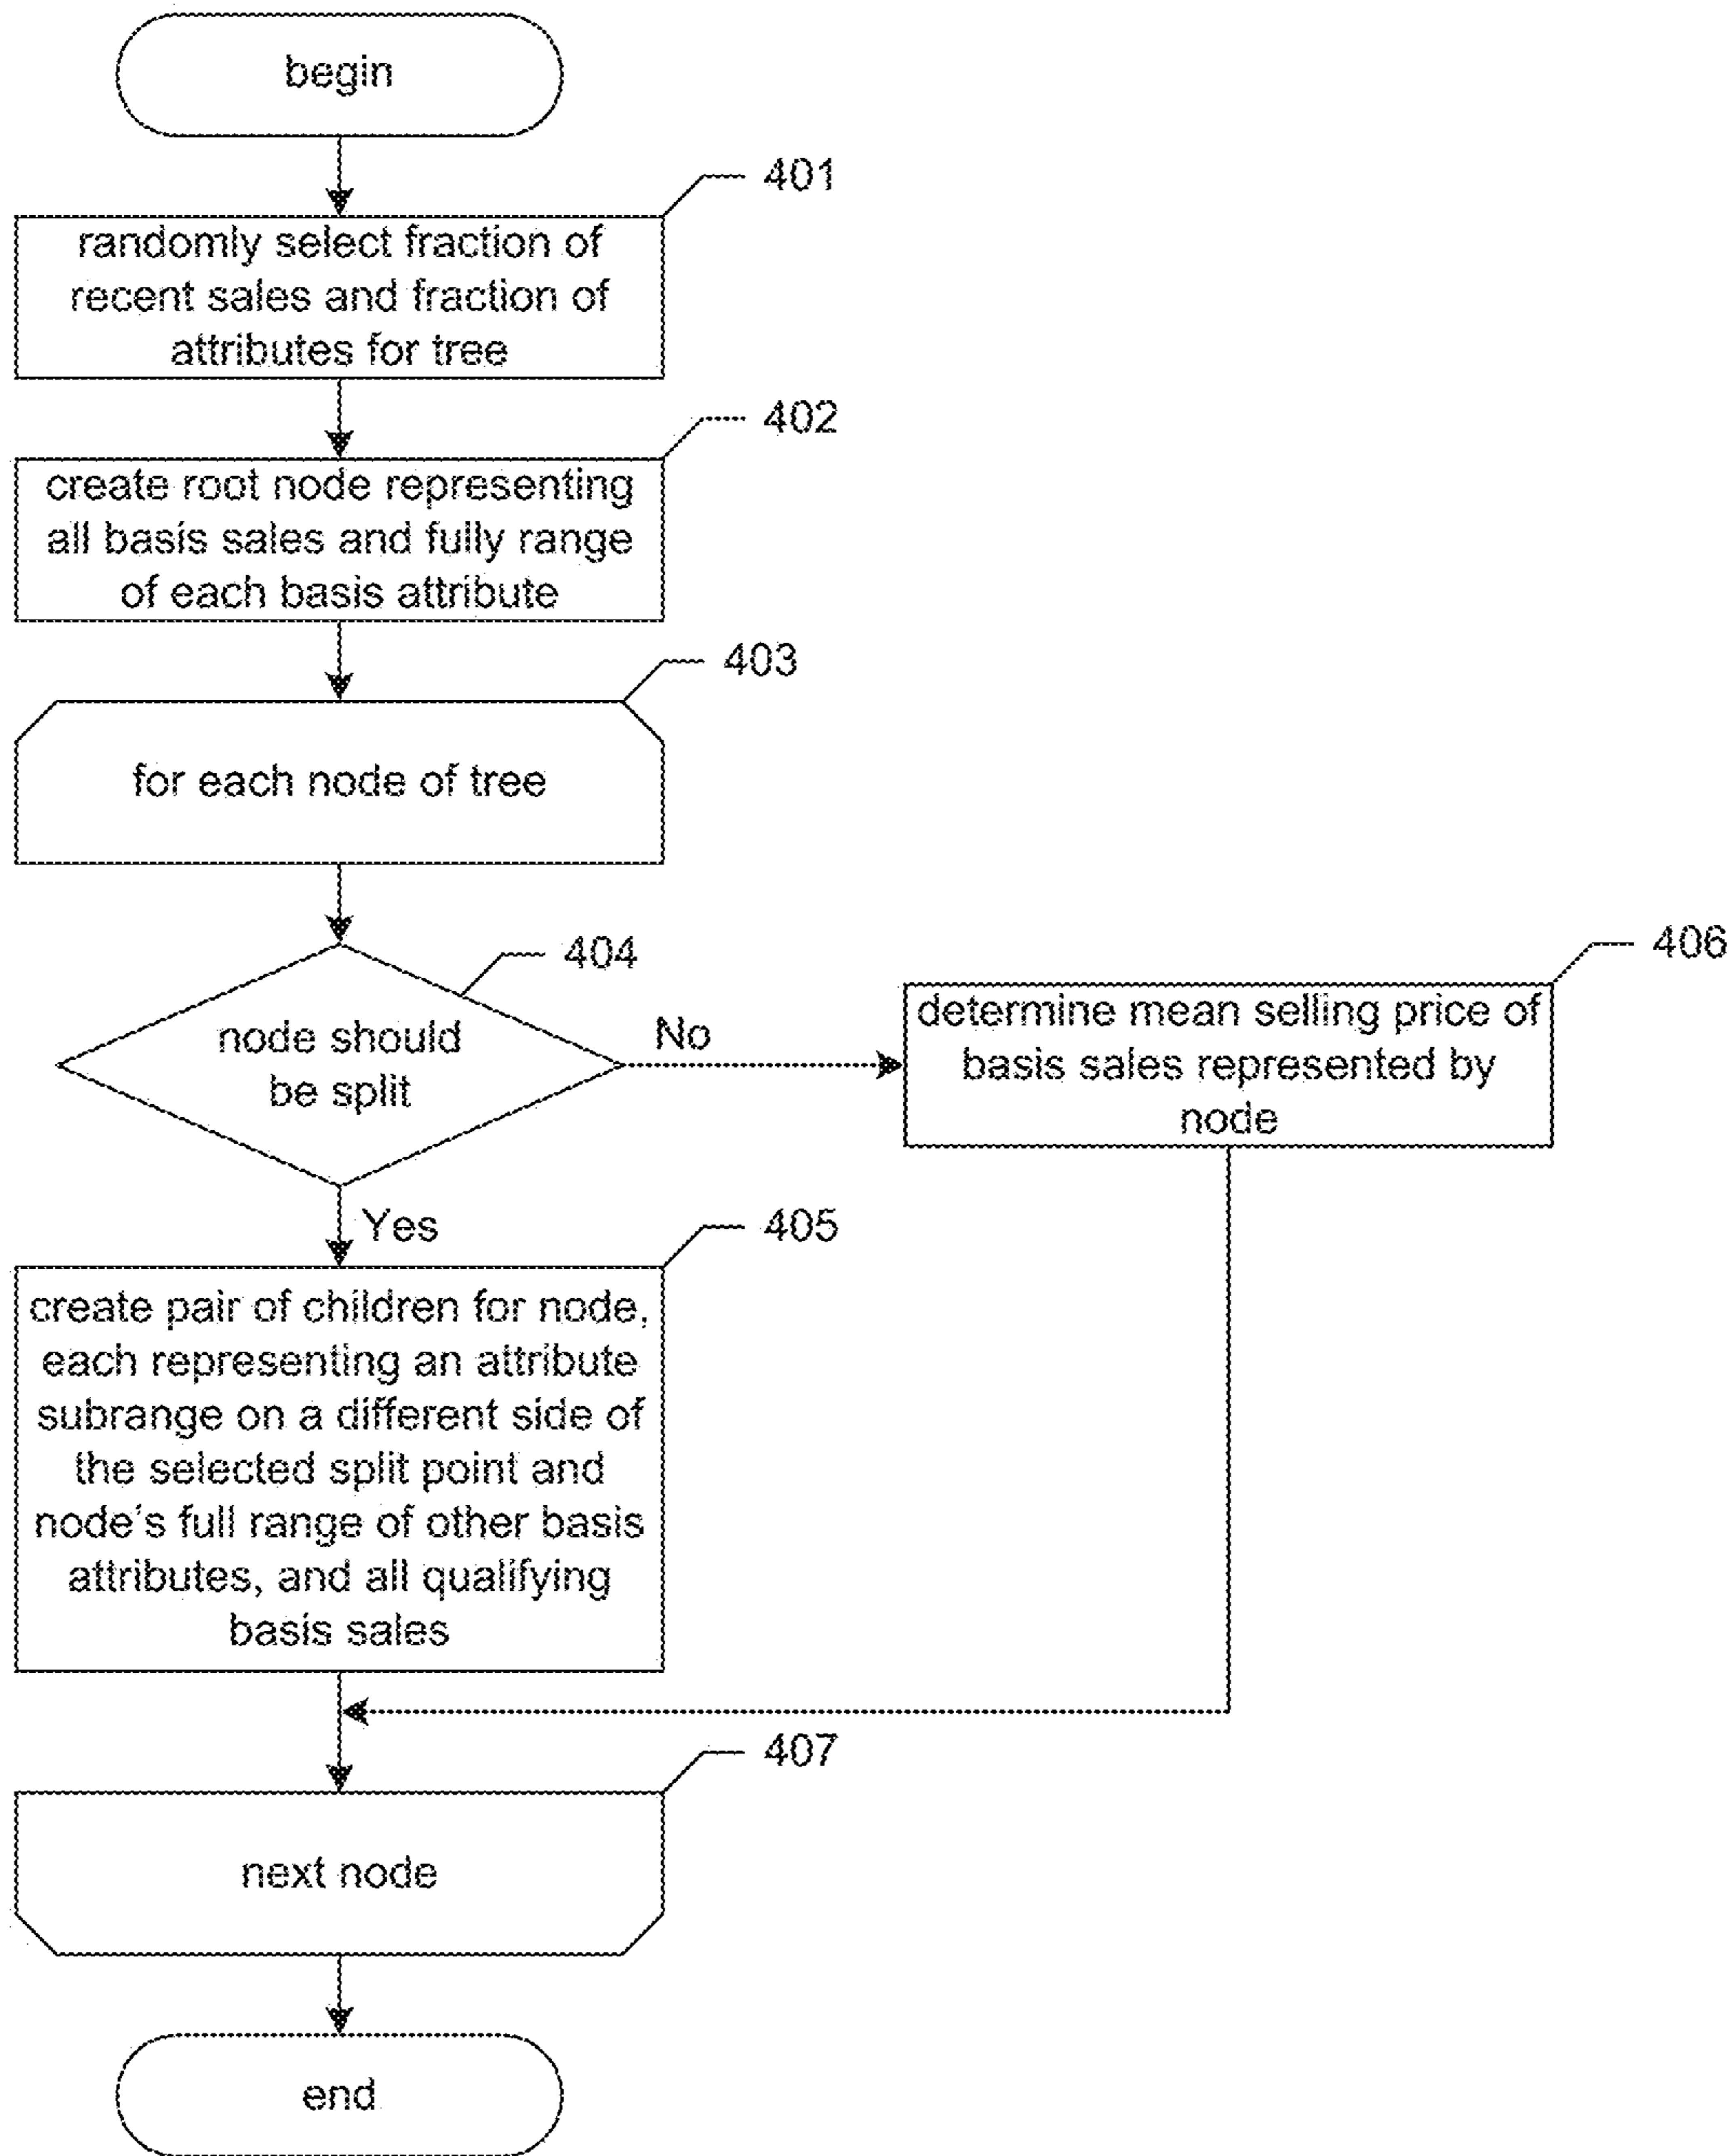 begin
401
randomly select fraction of
recent sales and fraction of
attributes for tree
402
create root node representing
all basis sales and fully range
of each basis attribute
403
for each node of tree
404
node should
be split
No
406
determine mean selling price of
basis sales represented by
node
Yes
405
create pair of children for node,
each representing an attribute
subrange on a different side of
the selected split point and
node's full range of other basis
attributes, and all qualifying
basis sales
407
next node
end